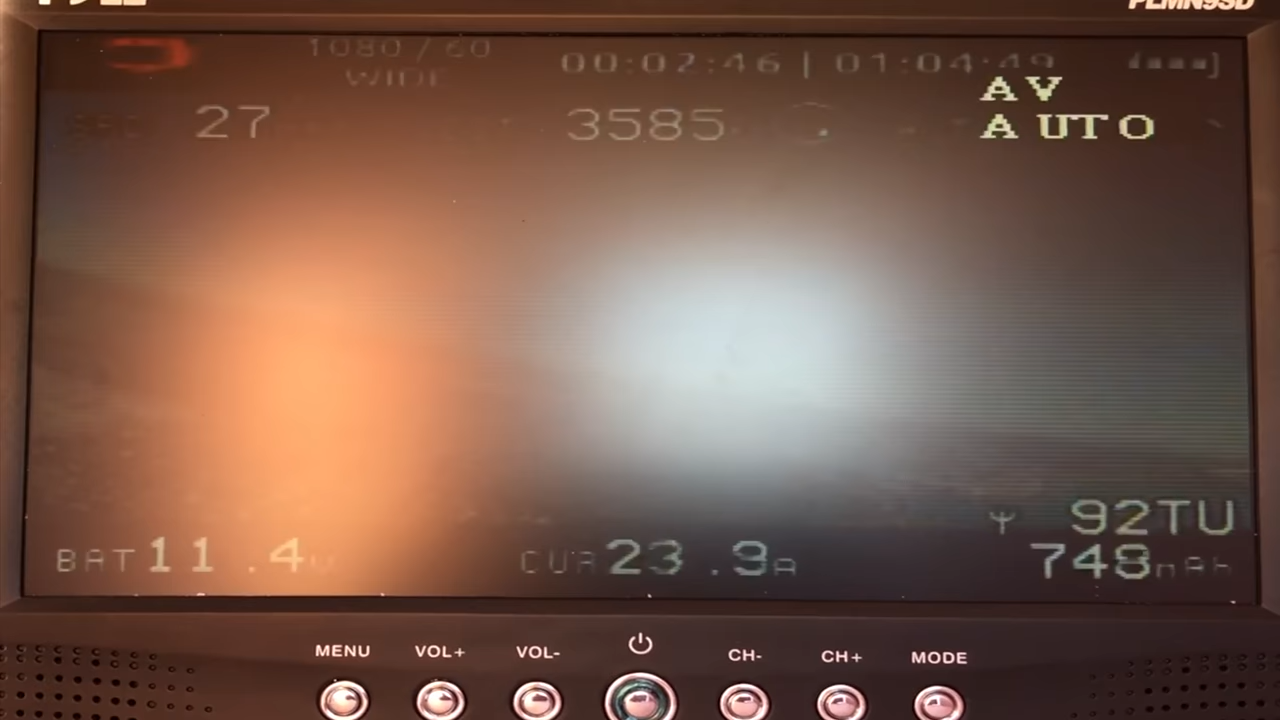 PLMN9SD
1080 / 60
WIDE
00:02:46 | 01:04:49
AV
AUTO
27
3585
92TU
BAT 11.4V
CUR 23.9A
748mAh
MENU
VOL+
VOL-
CH-
CH+
MODE